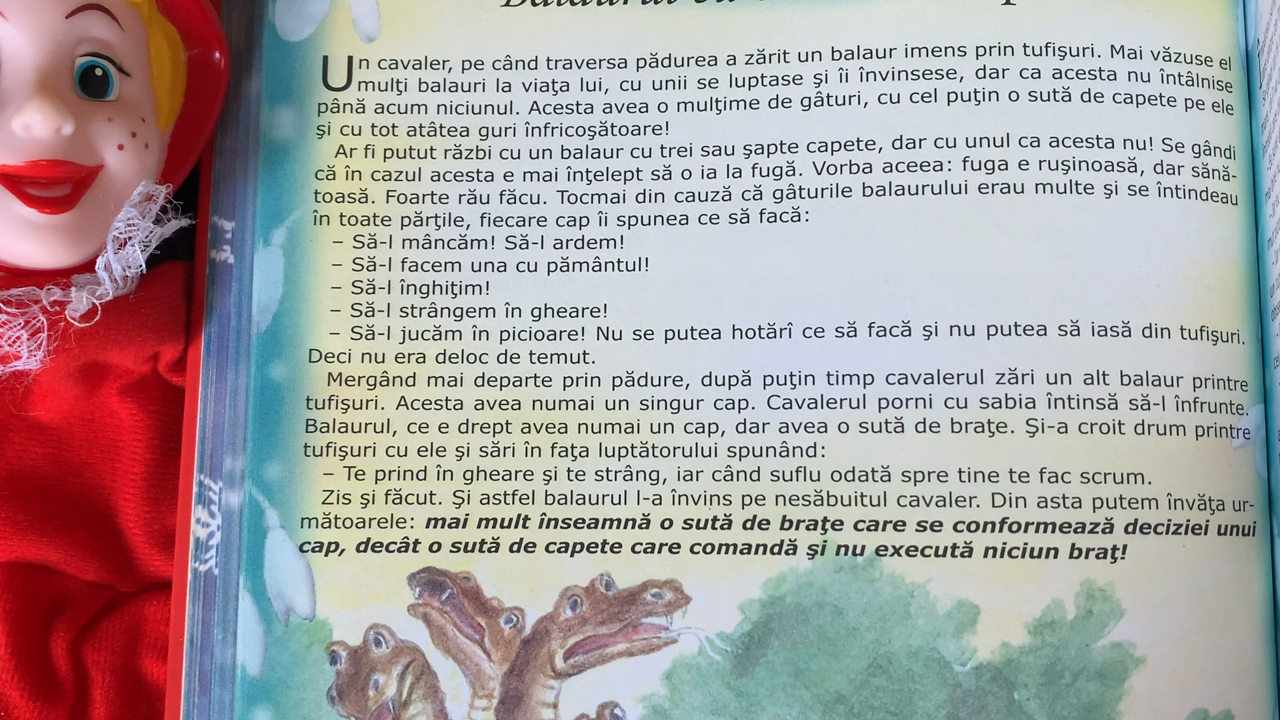 Un cavaler, pe când traversa pădurea a zărit un balaur imens prin tufişuri. Mai văzuse el
mulţi balauri la viaţa lui, cu unii se luptase şi îi învinsese, dar ca acesta nu întâlnise
până acum niciunul. Acesta avea o mulţime de gâturi, cu cel puţin o sută de capete pe ele
şi cu tot atâtea guri înfricoşătoare!
Ar fi putut răzbi cu un balaur cu trei sau şapte capete, dar cu unul ca acesta nu! Se gândi
că în cazul acesta e mai înţelept să o ia la fugă. Vorba aceea: fuga e ruşinoasă, dar sănă-
toasă. Foarte rău făcu. Tocmai din cauză că gâturile balaurului erau multe şi se întindeau
în toate părţile, fiecare cap îi spunea ce să facă:
– Să-l mâncăm! Să-l ardem!
– Să-l facem una cu pământul!
– Să-l înghiţim!
– Să-l strângem în gheare!
– Să-l jucăm în picioare! Nu se putea hotărî ce să facă şi nu putea să iasă din tufişuri.
Deci nu era deloc de temut.
Mergând mai departe prin pădure, după puţin timp cavalerul zări un alt balaur printre
tufişuri. Acesta avea numai un singur cap. Cavalerul porni cu sabia întinsă să-l înfrunte.
Balaurul, ce e drept avea numai un cap, dar avea o sută de braţe. Şi-a croit drum printre
tufişuri cu ele şi sări în faţa luptătorului spunând:
– Te prind în gheare şi te strâng, iar când suflu odată spre tine te fac scrum.
Zis şi făcut. Şi astfel balaurul l-a învins pe nesăbuitul cavaler. Din asta putem învăţa ur-
mătoarele: mai mult înseamnă o sută de braţe care se conformează deciziei unui
cap, decât o sută de capete care comandă şi nu execută niciun braţ!